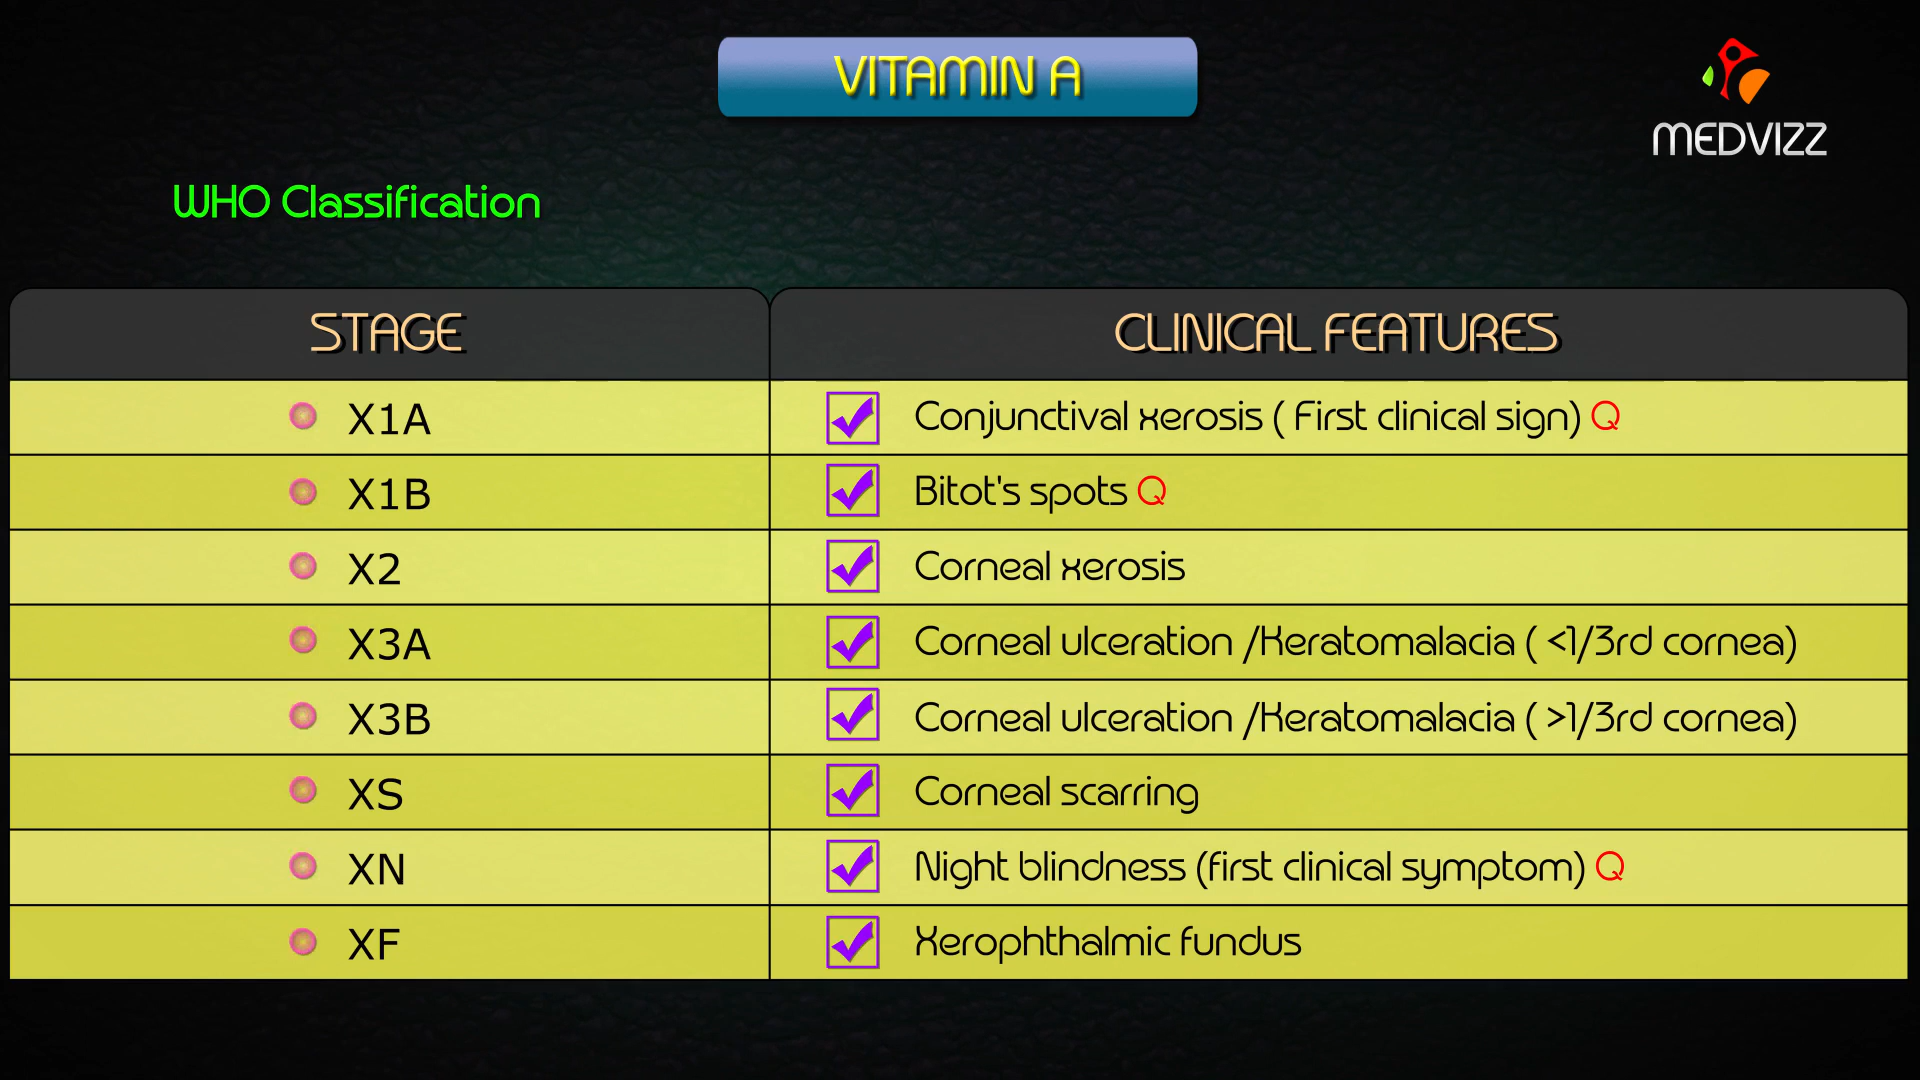 VITAMIN A
MEDVIZZ
WHO Classification
STAGE CLINICAL FEATURES
X1A Conjunctival xerosis ( First clinical sign) Q
X1B Bitot's spots Q
X2 Corneal xerosis
X3A Corneal ulceration /Keratomalacia ( <1/3rd cornea)
X3B Corneal ulceration /Keratomalacia ( >1/3rd cornea)
XS Corneal scarring
XN Night blindness (first clinical symptom) Q
XF Xerophthalmic fundus